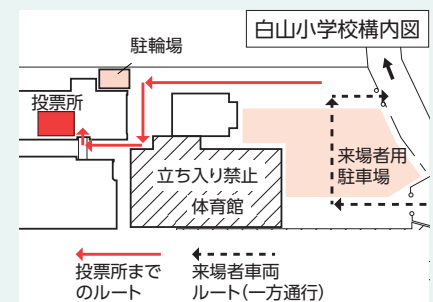 白山小学校構内図
駐輪場
投票所
来場者用
駐車場
立ち入り禁止
体育館
投票所まで
のルート
来場者車両
ルート(一方通行)